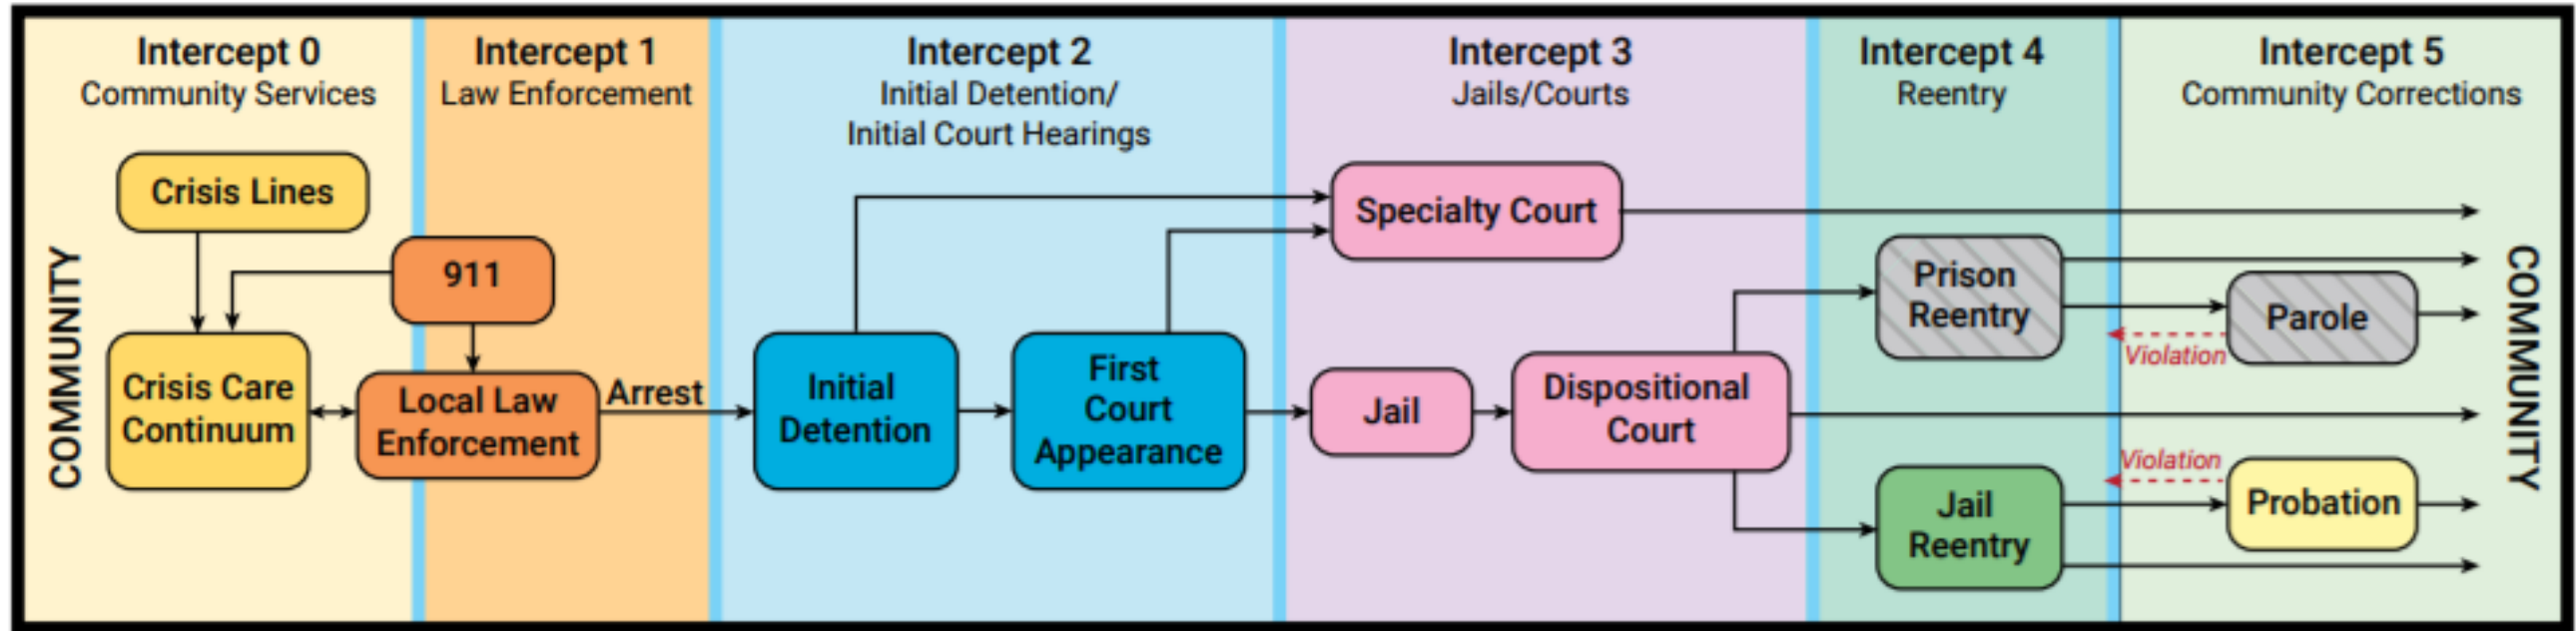 Intercept 0
Community Services
Intercept 1
Law Enforcement
Intercept 2
Initial Detention/
Initial Court Hearings
Intercept 3
Jails/Courts
Intercept 4
Reentry
Intercept 5
Community Corrections
COMMUNITY
Crisis Lines
911
Crisis Care
Continuum
Local Law
Enforcement
Arrest
Initial
Detention
First
Court
Appearance
Specialty Court
Jail
Dispositional
Court
Prison
Reentry
Parole
Violation
Jail
Reentry
Violation
Probation
COMMUNITY